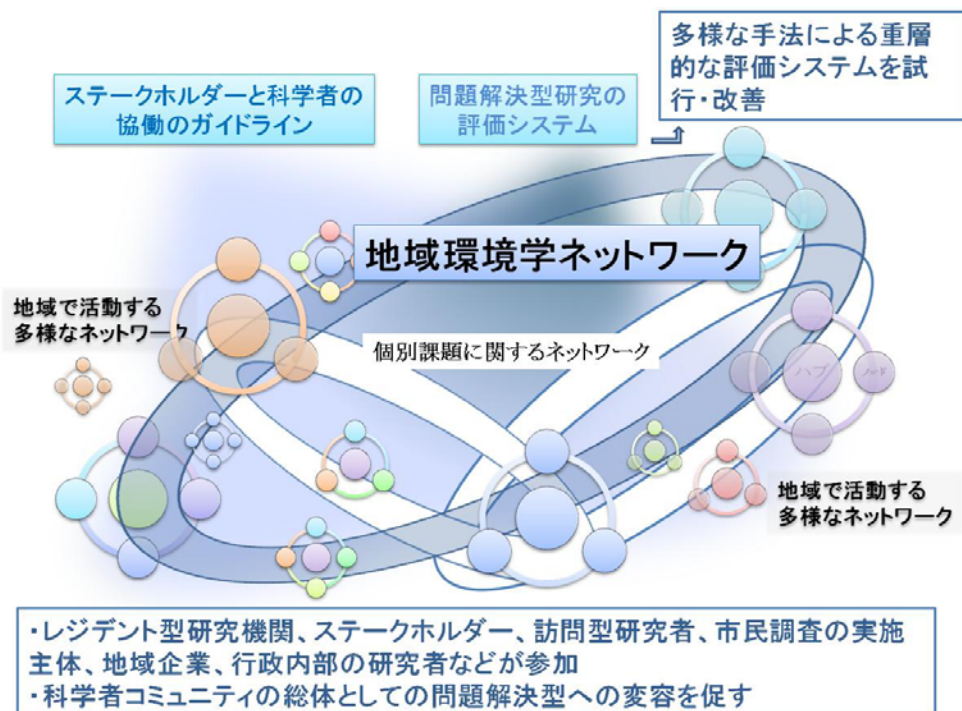 多様な手法による重層
的な評価システムを試
行・改善
ステークホルダーと科学者の
協働のガイドライン
問題解決型研究の
評価システム
地域環境学ネットワーク
地域で活動する
多様なネットワーク
個別課題に関するネットワーク
ハブ
ノード
地域で活動する
多様なネットワーク
・レジデント型研究機関、ステークホルダー、訪問型研究者、市民調査の実施
主体、地域企業、行政内部の研究者などが参加
・科学者コミュニティの総体としての問題解決型への変容を促す